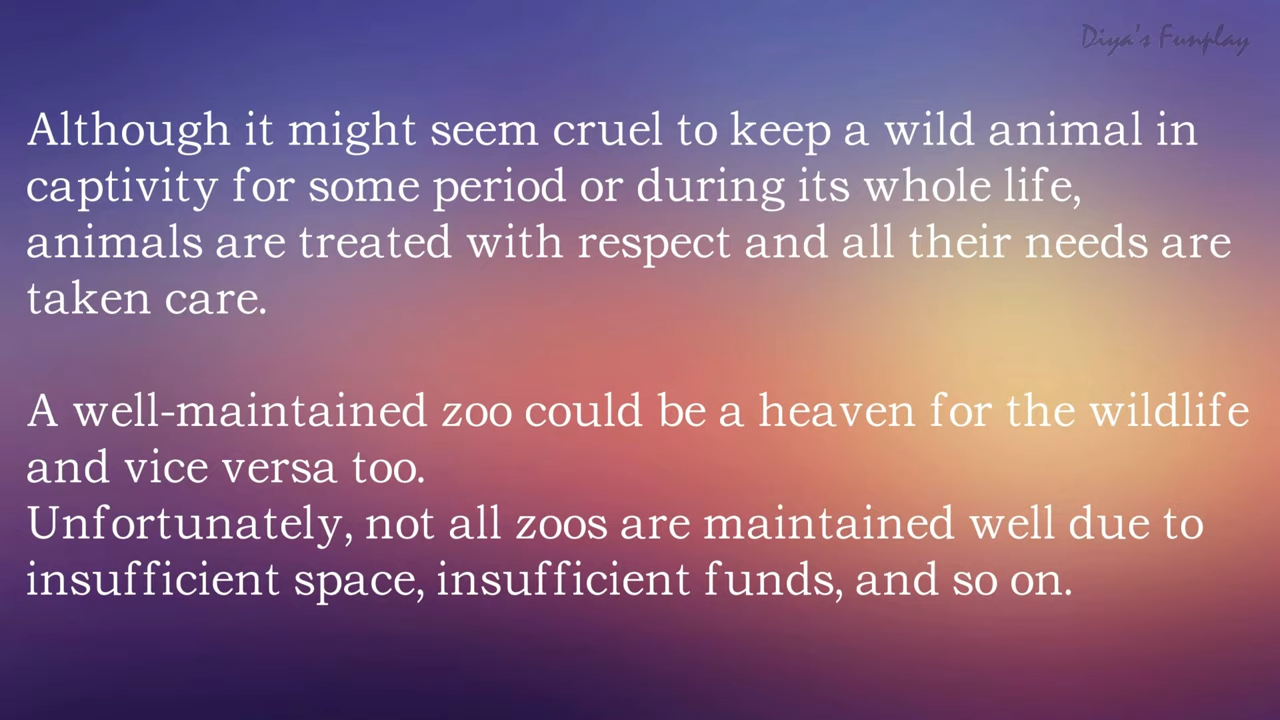 Diya's Funplay
Although it might seem cruel to keep a wild animal in
captivity for some period or during its whole life,
animals are treated with respect and all their needs are
taken care.
A well-maintained zoo could be a heaven for the wildlife
and vice versa too.
Unfortunately, not all zoos are maintained well due to
insufficient space, insufficient funds, and so on.